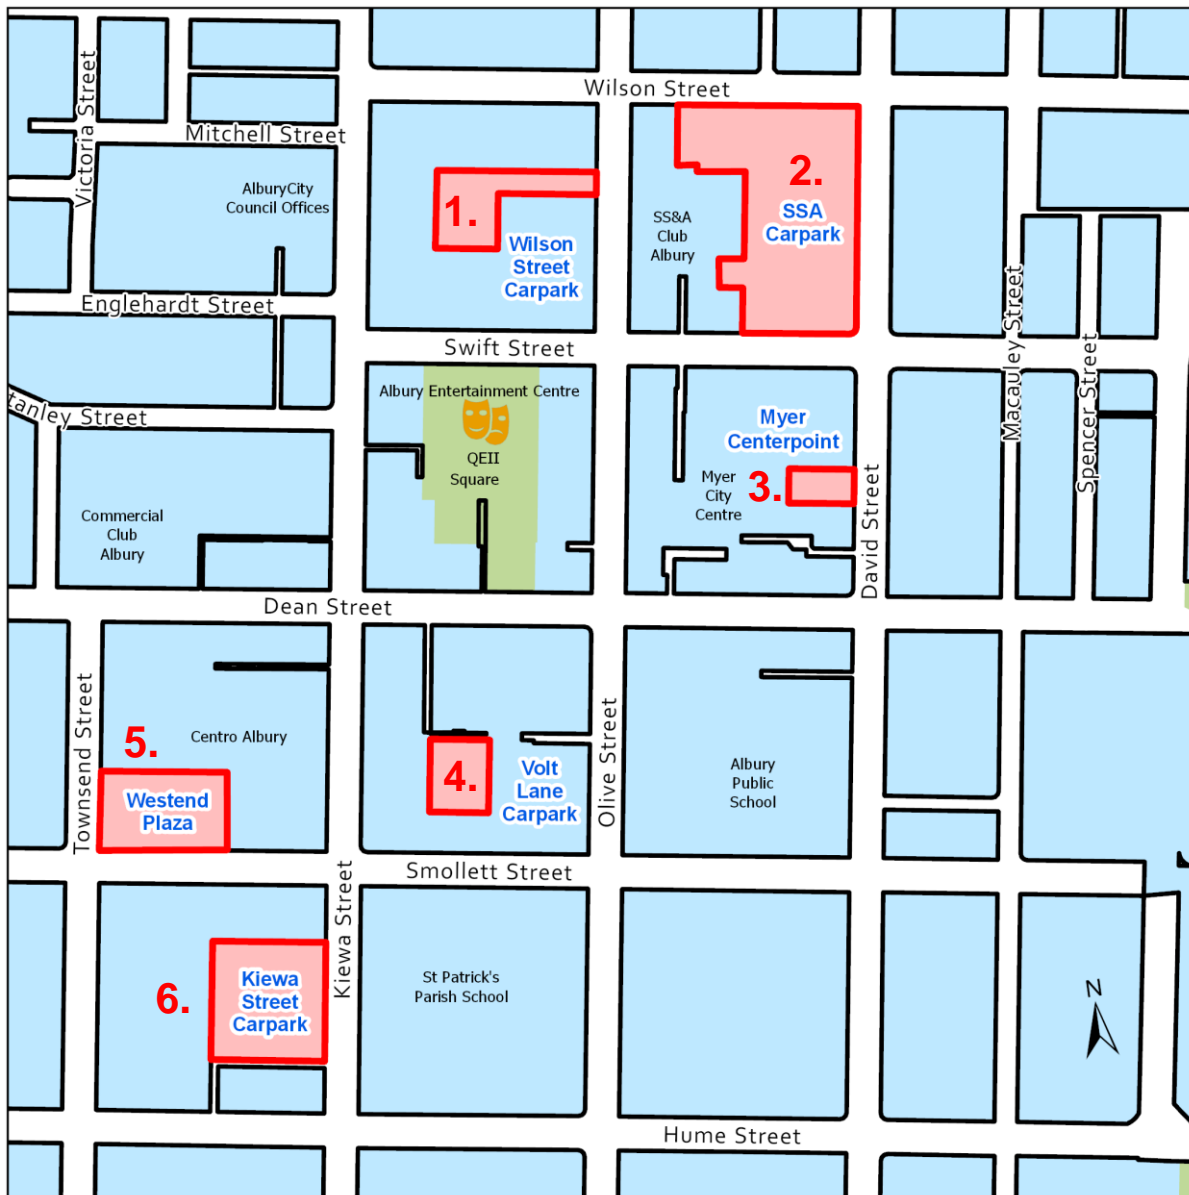 Wilson Street
Victoria Street
Mitchell Street
AlburyCity
Council Offices
1.
Wilson
Street
Carpark
SS&A
Club
Albury
2.
SSA
Carpark
Englehardt Street
Swift Street
Macauley Street
Spencer Street
tanley Street
Albury Entertainment Centre
QEII
Square
Myer
Centerpoint
3.
Myer
City
Centre
David Street
Commercial
Club
Albury
Dean Street
Townsend Street
5.
Centro Albury
Westend
Plaza
4.
Volt
Lane
Carpark
Olive Street
Albury
Public
School
Smollett Street
Kiewa Street
6.
Kiewa
Street
Carpark
St Patrick's
Parish School
N
Hume Street